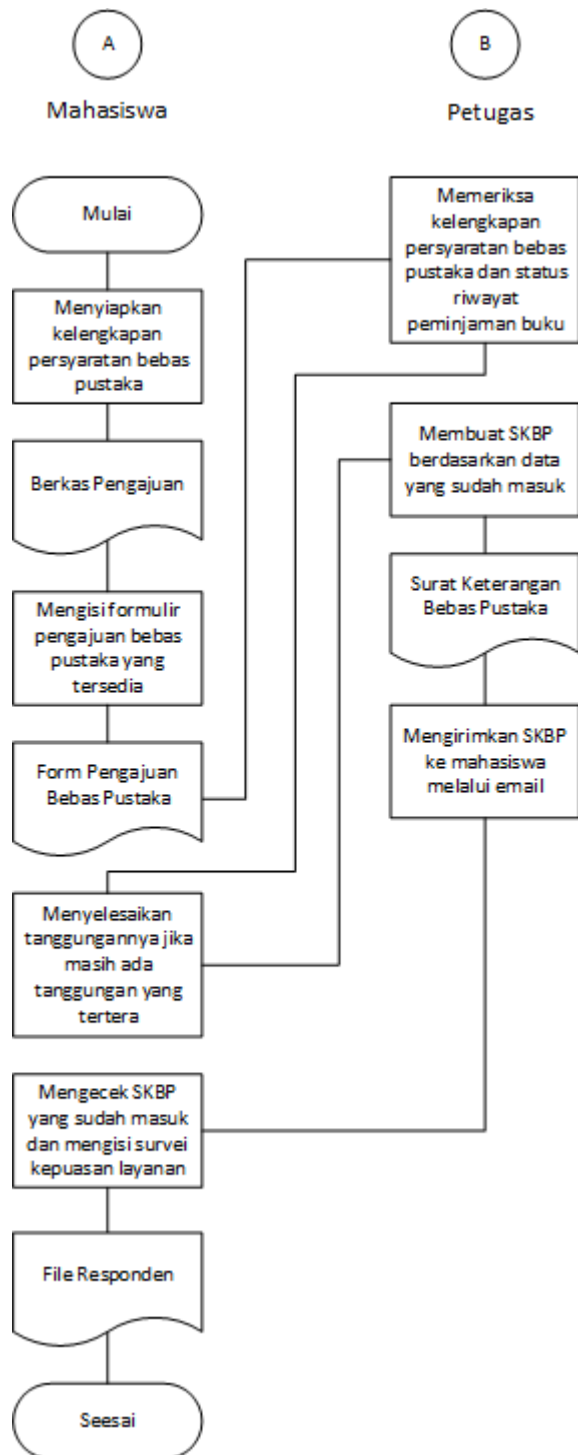 A
Mahasiswa
B
Petugas
Mulai
Menyiapkan
kelengkapan
persyaratan bebas
pustaka
Berkas Pengajuan
Mengisi formulir
pengajuan bebas
pustaka yang
tersedia
Form Pengajuan
Bebas Pustaka
Memeriksa
kelengkapan
persyaratan bebas
pustaka dan status
riwayat
peminjaman buku
Menyelesaikan
tanggungannya jika
masih ada
tanggungan yang
tertera
Membuat SKBP
berdasarkan data
yang sudah masuk
Surat Keterangan
Bebas Pustaka
Mengirimkan SKBP
ke mahasiswa
melalui email
Mengecek SKBP
yang sudah masuk
dan mengisi survei
kepuasan layanan
File Responden
Seesai